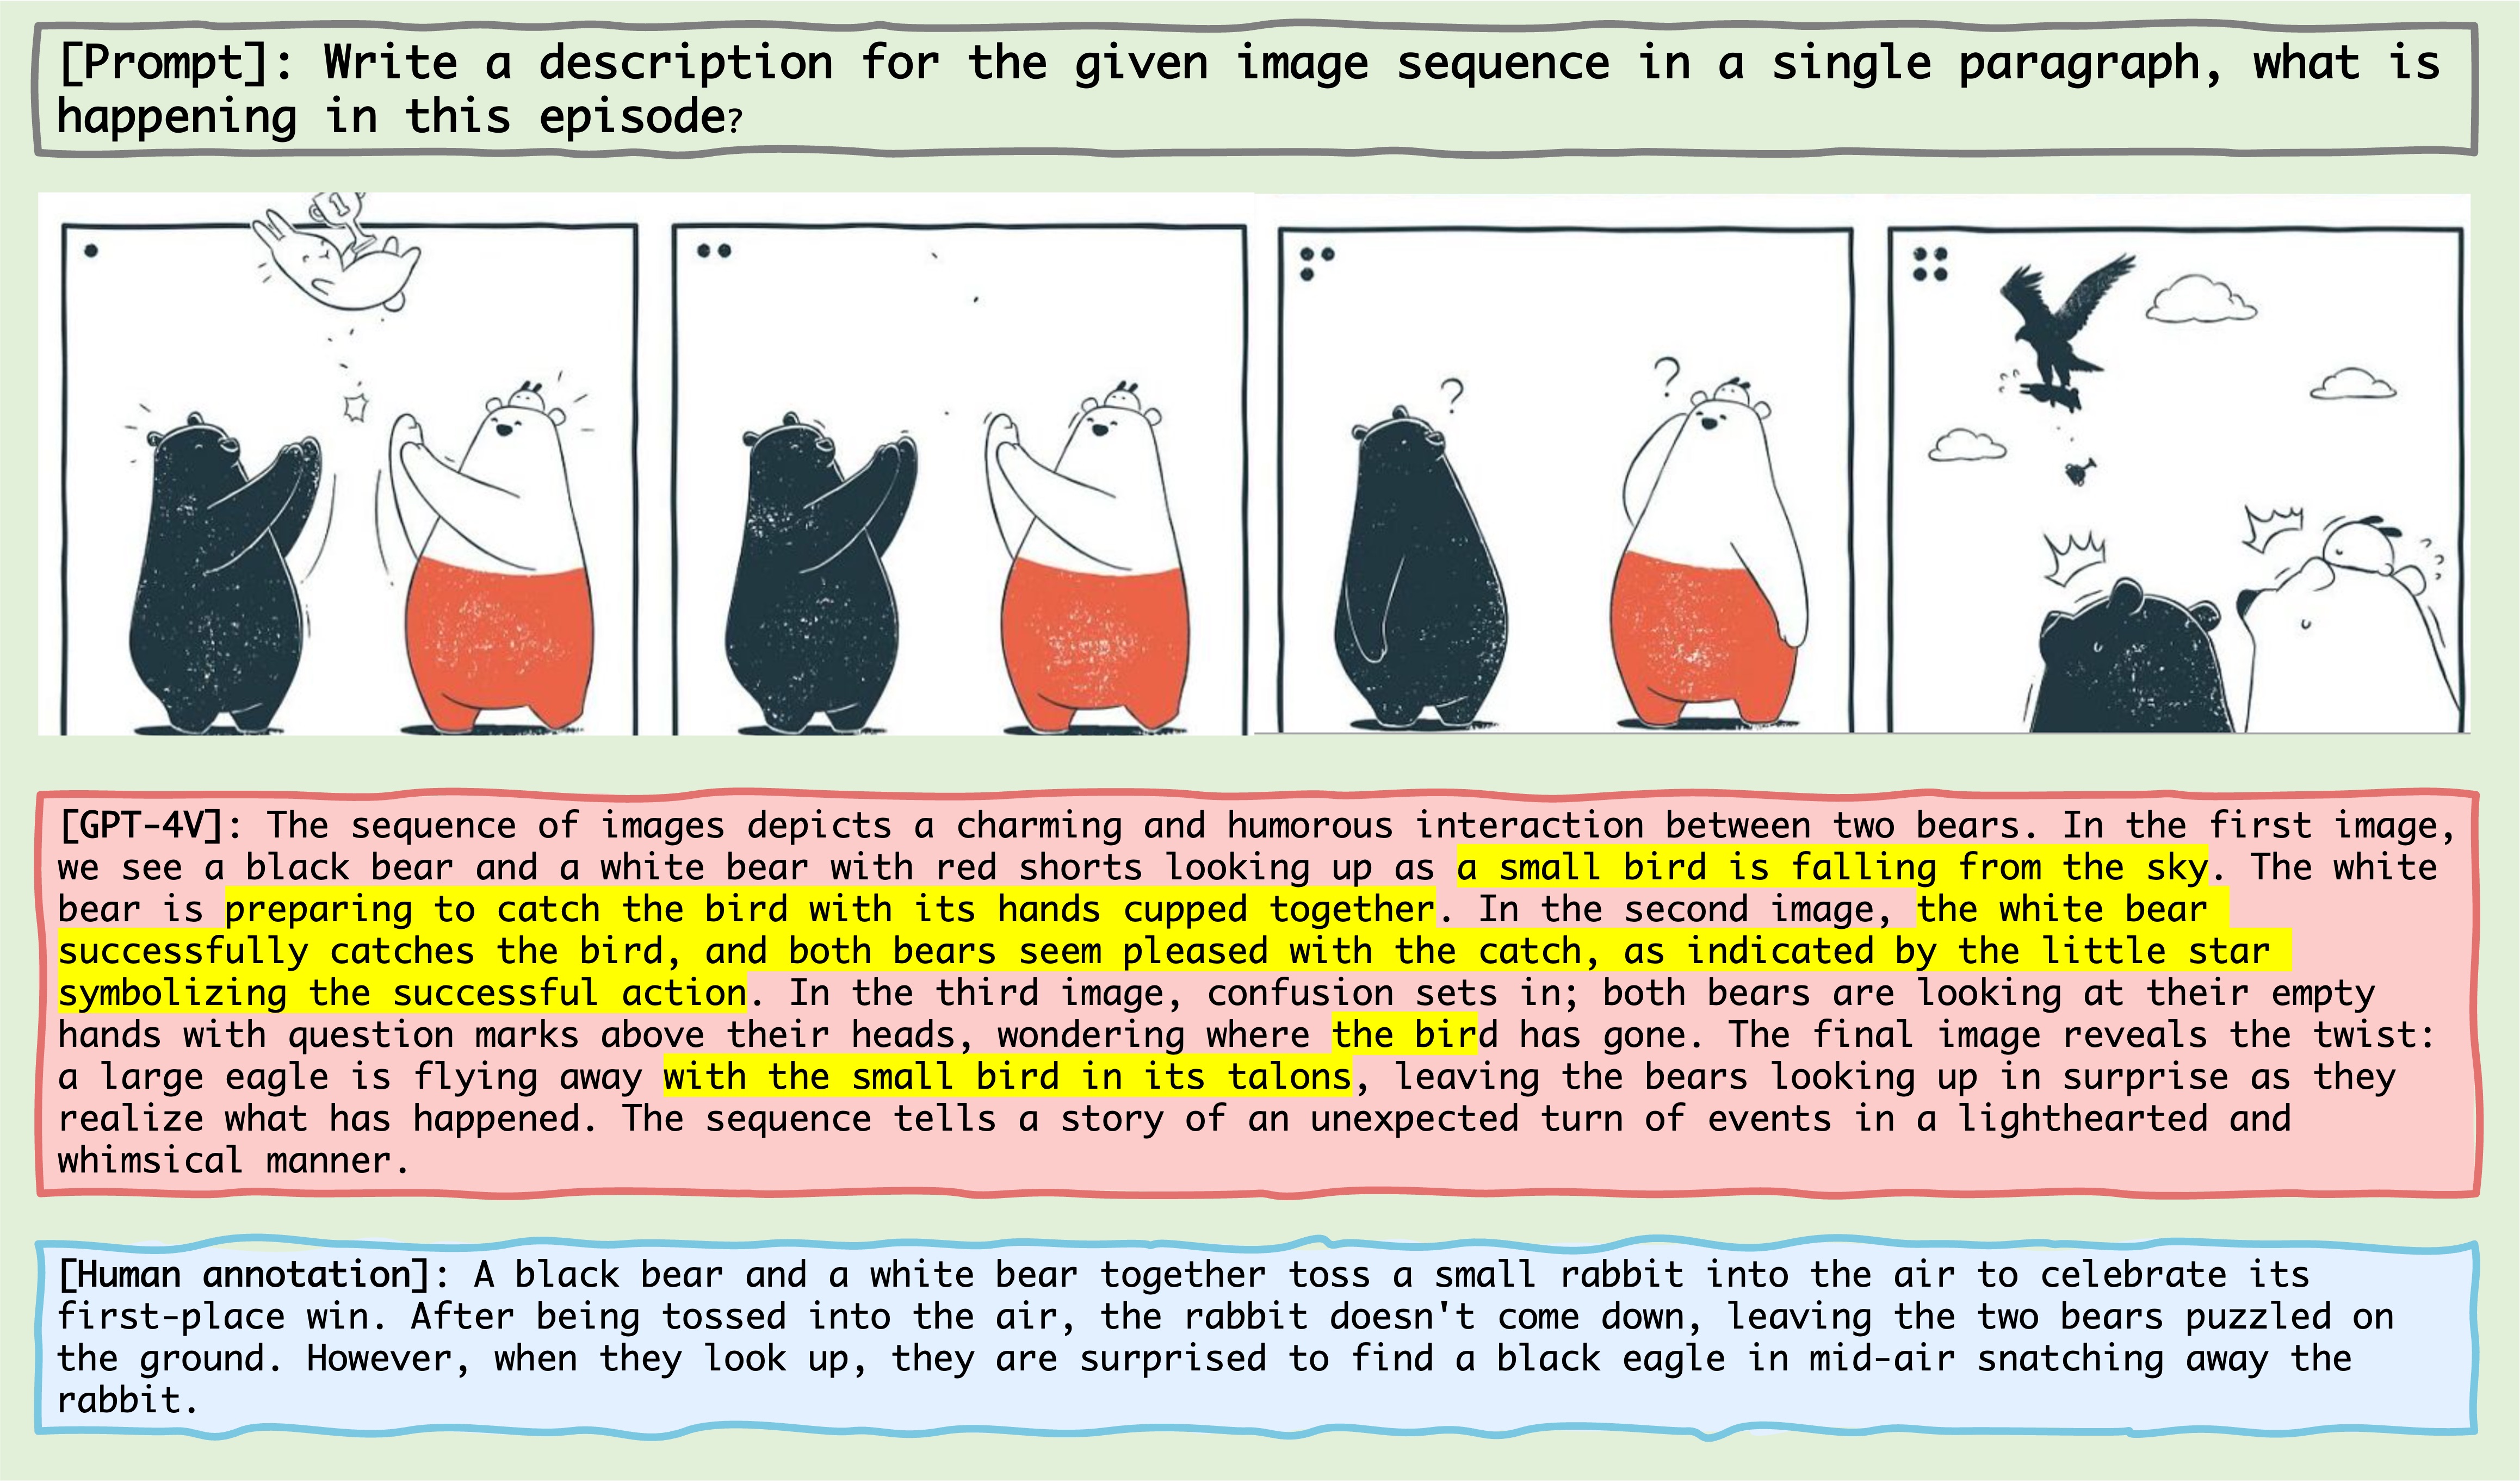 [Prompt]: Write a description for the given image sequence in a single paragraph, what is
happening in this episode?
1
? ?
[GPT-4V]: The sequence of images depicts a charming and humorous interaction between two bears. In the first image,
we see a black bear and a white bear with red shorts looking up as a small bird is falling from the sky. The white
bear is preparing to catch the bird with its hands cupped together. In the second image, the white bear
successfully catches the bird, and both bears seem pleased with the catch, as indicated by the little star
symbolizing the successful action. In the third image, confusion sets in; both bears are looking at their empty
hands with question marks above their heads, wondering where the bird has gone. The final image reveals the twist:
a large eagle is flying away with the small bird in its talons, leaving the bears looking up in surprise as they
realize what has happened. The sequence tells a story of an unexpected turn of events in a lighthearted and
whimsical manner.
[Human annotation]: A black bear and a white bear together toss a small rabbit into the air to celebrate its
first-place win. After being tossed into the air, the rabbit doesn't come down, leaving the two bears puzzled on
the ground. However, when they look up, they are surprised to find a black eagle in mid-air snatching away the
rabbit.